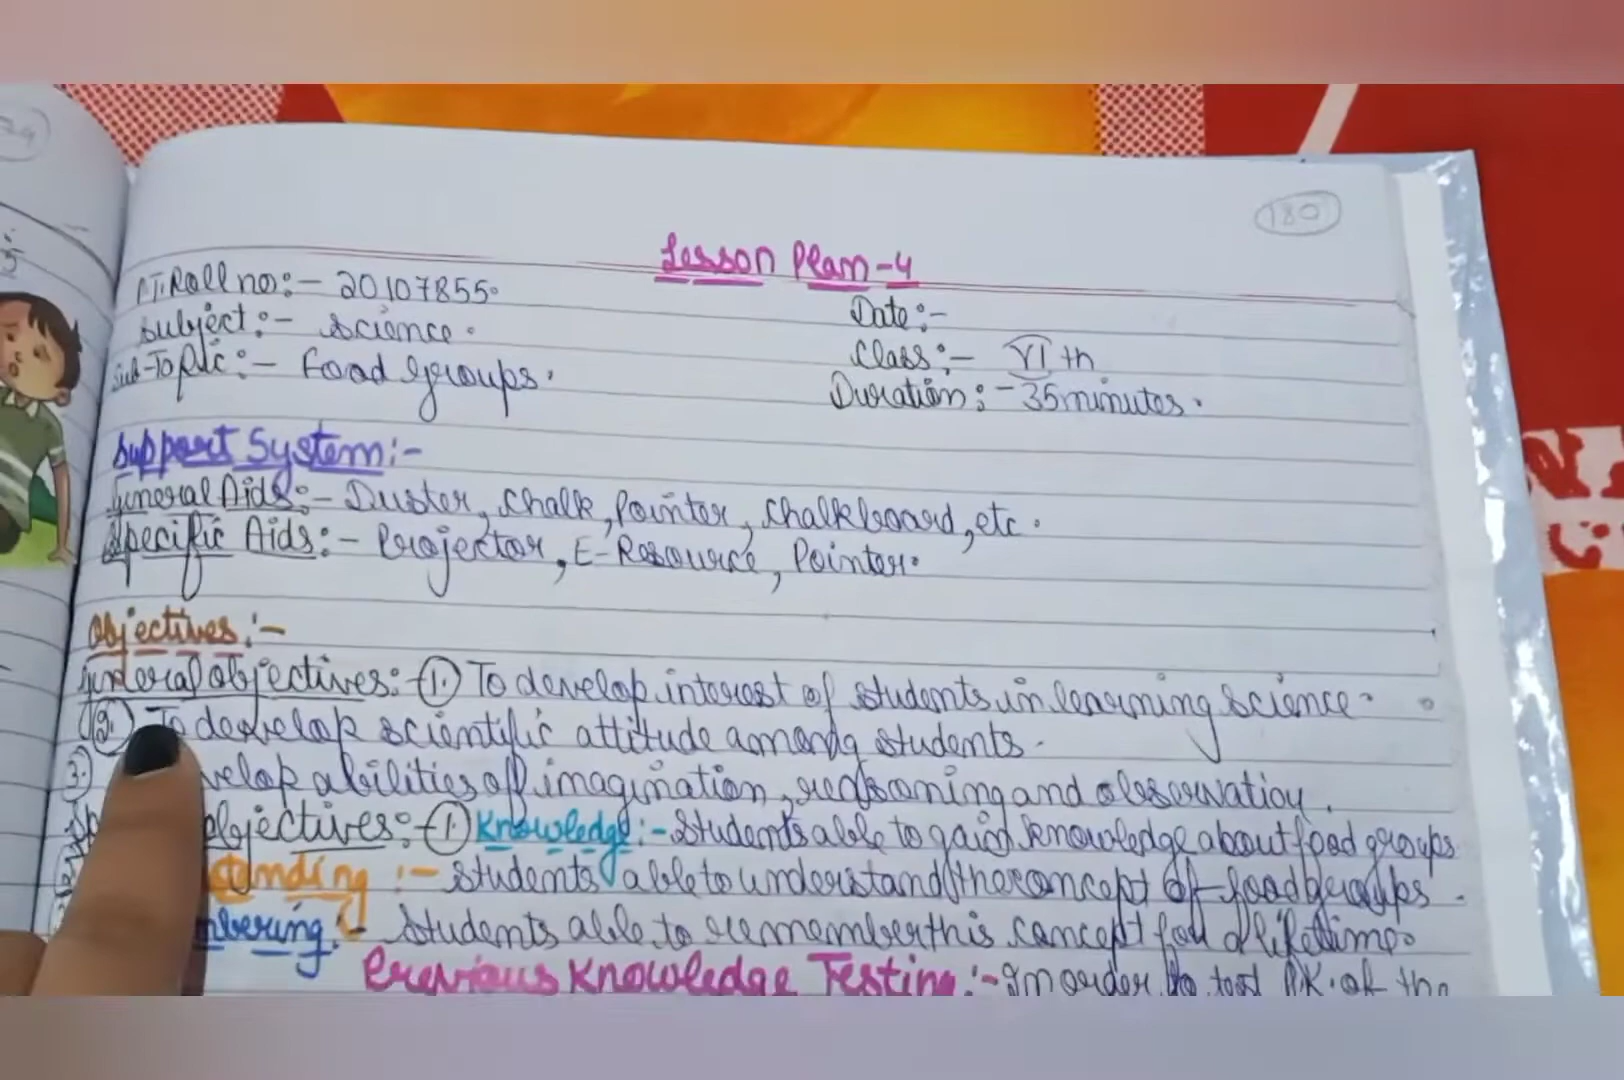 180
Lesson Plan-4
P.T. Roll no:- 20107855.
Date:-
Subject:- Science.
Class:- VIth
Sub-Topic:- Food groups.
Duration:- 35minutes.
Support System:-
General Aids:- Duster, Chalk, Pointer, Chalkboard, etc.
Specific Aids:- Projector, E-Resource, Pointer.
Objectives:-
General objectives:- 1. To develop interest of students in learning science.
2. To develop scientific attitude among students.
3. velop abilities of imagination, reasoning and observation.
objectives:- 1. Knowledge:- Students able to gain knowledge about food groups
tanding :- Students able to understand the concept of food groups.
mbering:- Students able to remember this concept for a lifetime.
Previous Knowledge Testing:- In order to test P.K. of the